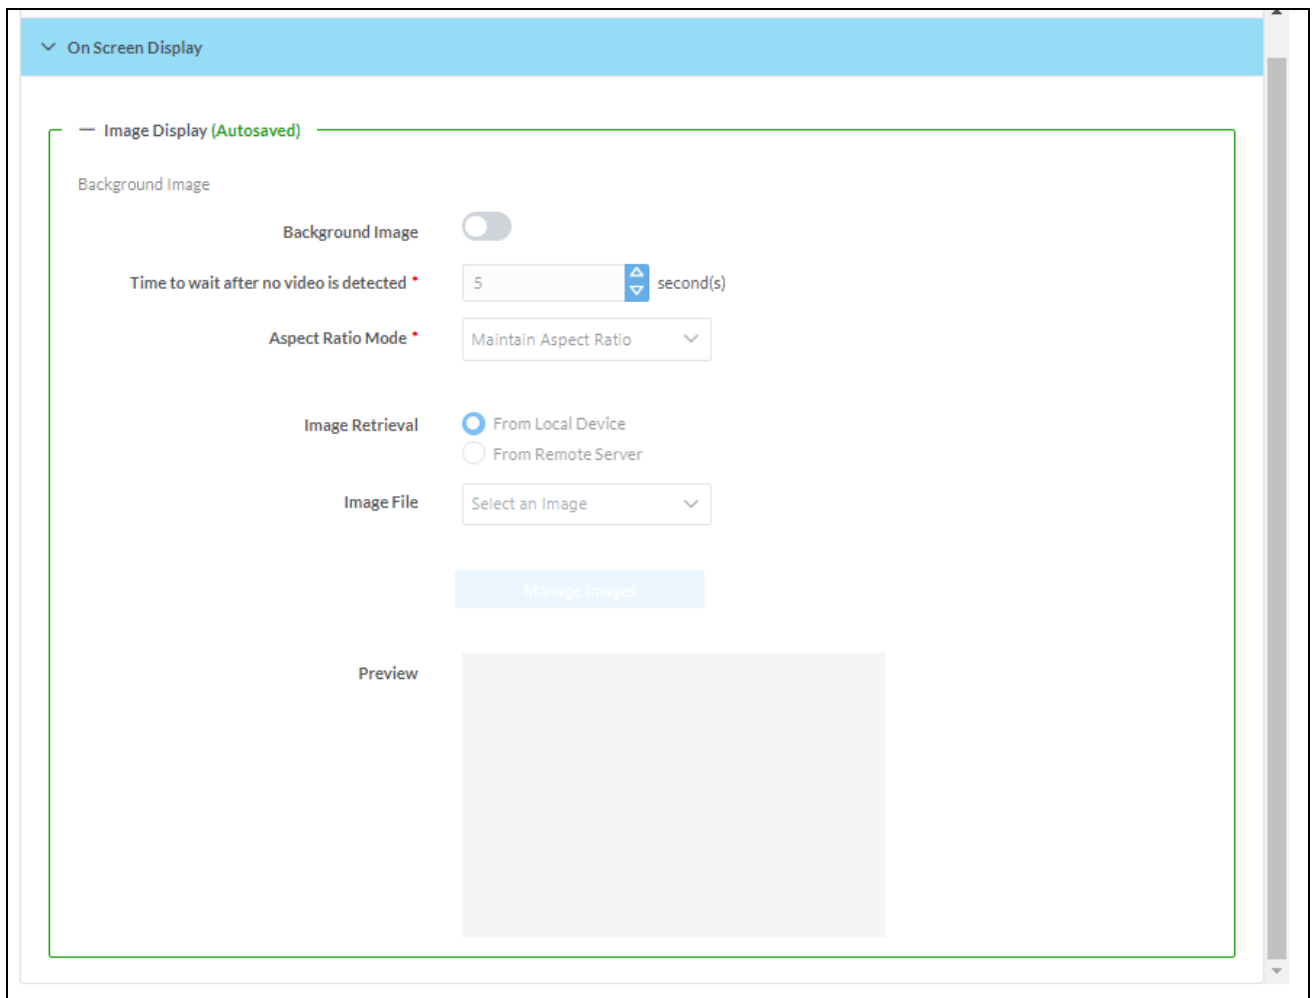 On Screen Display
Image Display (Autosaved)
Background Image
Background Image
Time to wait after no video is detected * 5 second(s)
Aspect Ratio Mode * Maintain Aspect Ratio
Image Retrieval From Local Device
From Remote Server
Image File Select an Image
Manage Images
Preview